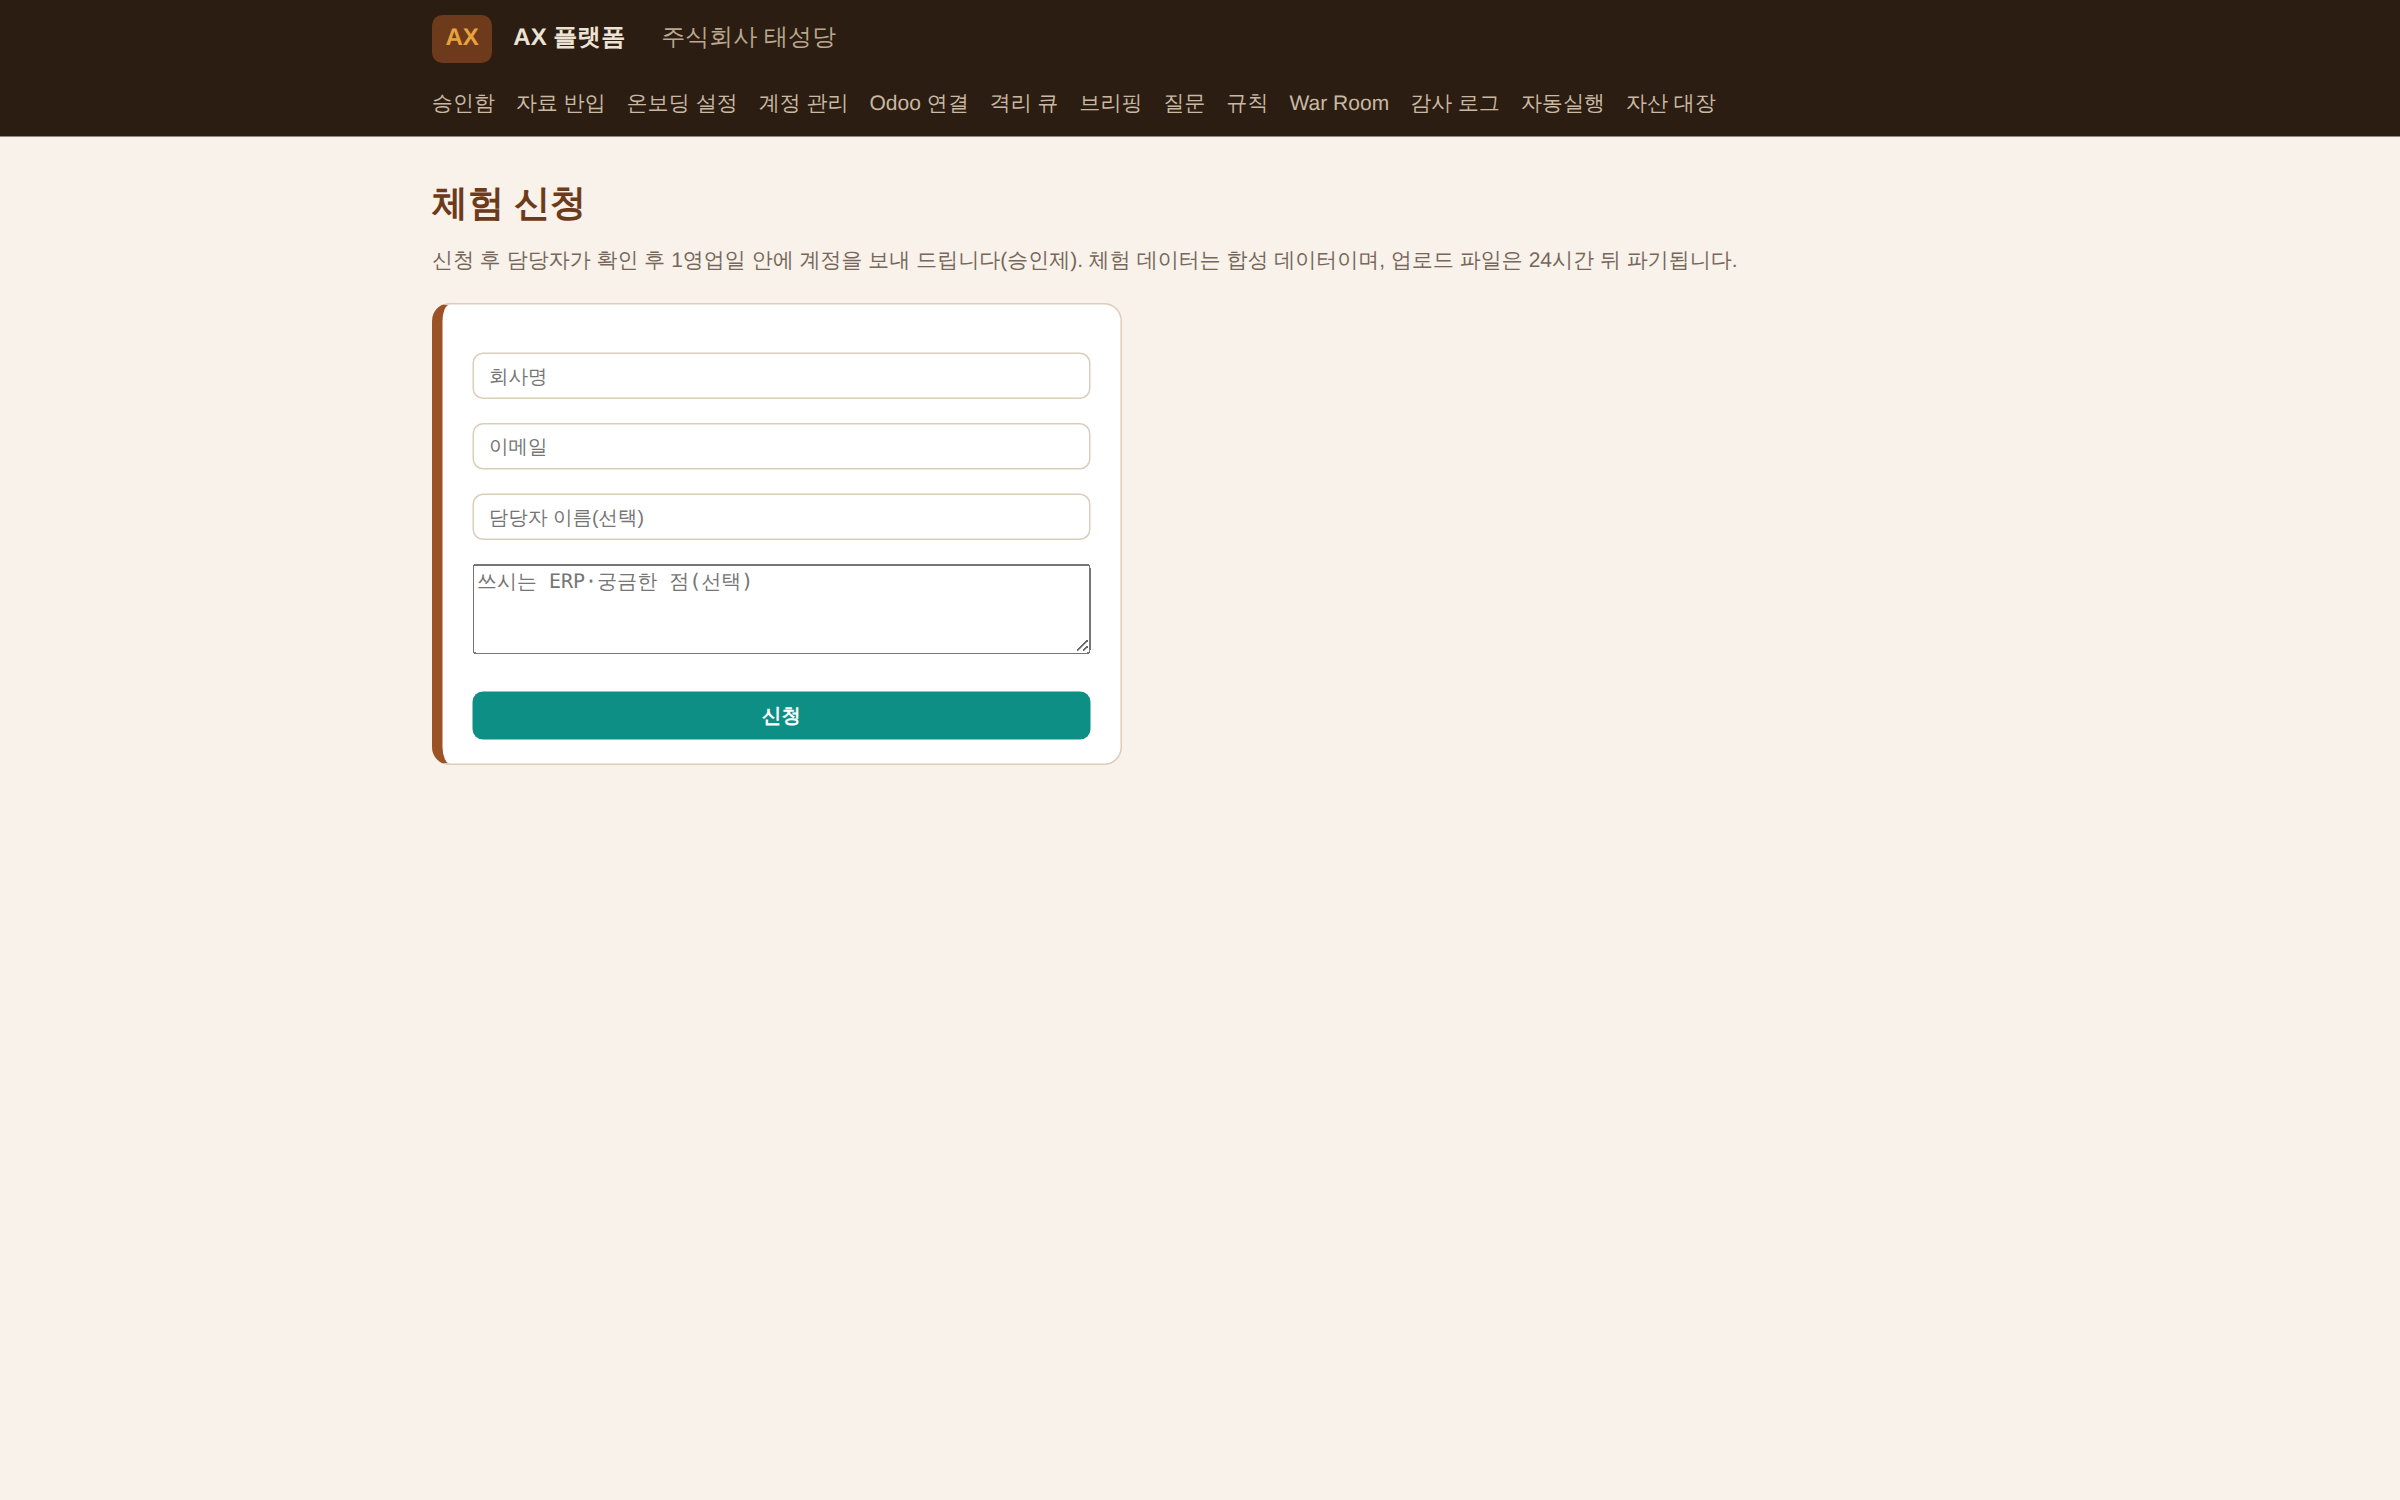 AX AX 플랫폼 주식회사 태성당
승인함 자료 반입 온보딩 설정 계정 관리 Odoo 연결 격리 큐 브리핑 질문 규칙 War Room 감사 로그 자동실행 자산 대장
체험 신청
신청 후 담당자가 확인 후 1영업일 안에 계정을 보내 드립니다(승인제). 체험 데이터는 합성 데이터이며, 업로드 파일은 24시간 뒤 파기됩니다.
회사명
이메일
담당자 이름(선택)
쓰시는 ERP·궁금한 점(선택)
신청